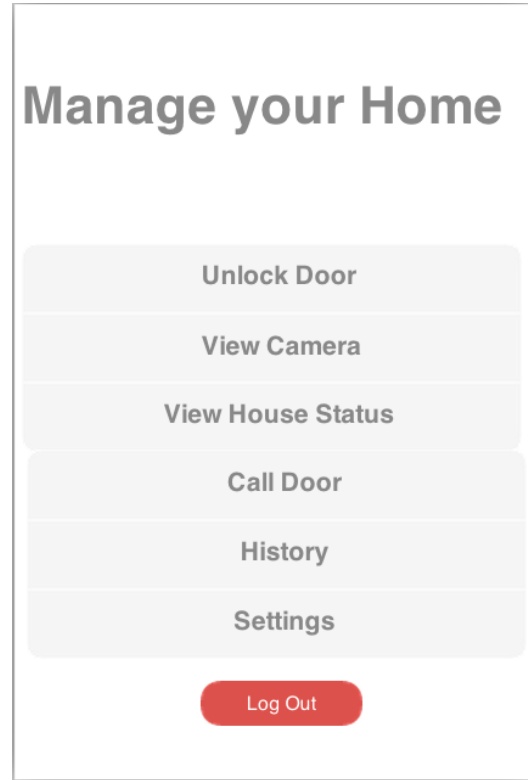 Manage your Home
Unlock Door
View Camera
View House Status
Call Door
History
Settings
Log Out